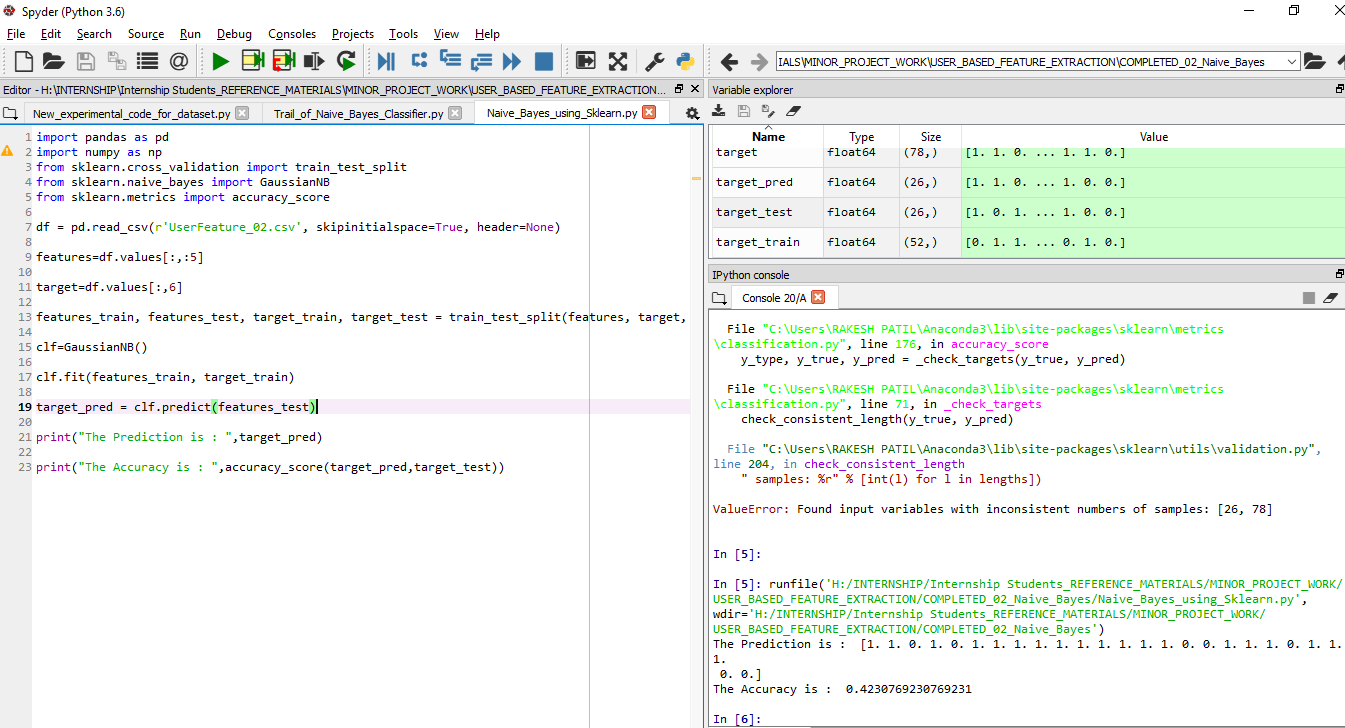 Spyder (Python 3.6)
File Edit Search Source Run Debug Consoles Projects Tools View Help
IALS\MINOR_PROJECT_WORK\USER_BASED_FEATURE_EXTRACTION\COMPLETED_02_Naive_Bayes
Editor - H:\INTERNSHIP\Internship Students_REFERENCE_MATERIALS\MINOR_PROJECT_WORK\USER_BASED_FEATURE_EXTRACTION...
New_experimental_code_for_dataset.py Trail_of_Naive_Bayes_Classifier.py Naive_Bayes_using_Sklearn.py
1 import pandas as pd
2 import numpy as np
3 from sklearn.cross_validation import train_test_split
4 from sklearn.naive_bayes import GaussianNB
5 from sklearn.metrics import accuracy_score
6
7 df = pd.read_csv(r'UserFeature_02.csv', skipinitialspace=True, header=None)
8
9 features=df.values[:,:5]
10
11 target=df.values[:,6]
12
13 features_train, features_test, target_train, target_test = train_test_split(features, target,
14
15 clf=GaussianNB()
16
17 clf.fit(features_train, target_train)
18
19 target_pred = clf.predict(features_test)
20
21 print("The Prediction is : ",target_pred)
22
23 print("The Accuracy is : ",accuracy_score(target_pred,target_test))
Variable explorer
Name Type Size Value
target float64 (78,) [1. 1. 0. ... 1. 1. 0.]
target_pred float64 (26,) [1. 1. 0. ... 1. 0. 0.]
target_test float64 (26,) [1. 0. 1. ... 1. 0. 0.]
target_train float64 (52,) [0. 1. 1. ... 0. 1. 0.]
IPython console
Console 20/A
File "C:\Users\RAKESH PATIL\Anaconda3\lib\site-packages\sklearn\metrics
\classification.py", line 176, in accuracy_score
y_type, y_true, y_pred = _check_targets(y_true, y_pred)
File "C:\Users\RAKESH PATIL\Anaconda3\lib\site-packages\sklearn\metrics
\classification.py", line 71, in _check_targets
check_consistent_length(y_true, y_pred)
File "C:\Users\RAKESH PATIL\Anaconda3\lib\site-packages\sklearn\utils\validation.py",
line 204, in check_consistent_length
" samples: %r" % [int(l) for l in lengths])
ValueError: Found input variables with inconsistent numbers of samples: [26, 78]
In [5]:
In [5]: runfile('H:/INTERNSHIP/Internship Students_REFERENCE_MATERIALS/MINOR_PROJECT_WORK/
USER_BASED_FEATURE_EXTRACTION/COMPLETED_02_Naive_Bayes/Naive_Bayes_using_Sklearn.py',
wdir='H:/INTERNSHIP/Internship Students_REFERENCE_MATERIALS/MINOR_PROJECT_WORK/
USER_BASED_FEATURE_EXTRACTION/COMPLETED_02_Naive_Bayes')
The Prediction is :  [1. 1. 0. 1. 0. 1. 1. 1. 1. 1. 1. 1. 1. 1. 1. 0. 0. 1. 1. 1. 0. 1. 1.
1.
0. 0.]
The Accuracy is :  0.4230769230769231
In [6]: